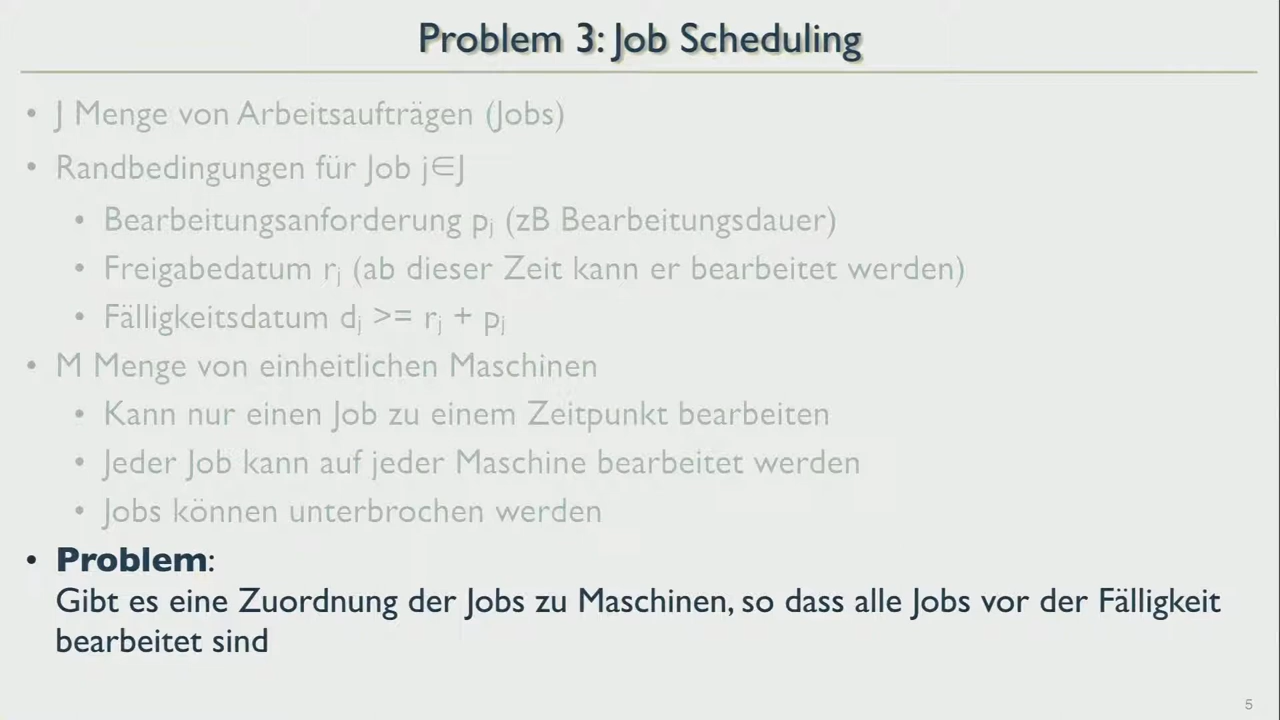 Problem 3: Job Scheduling
• J Menge von Arbeitsaufträgen (Jobs)
• Randbedingungen für Job j∈J
• Bearbeitungsanforderung pj (zB Bearbeitungsdauer)
• Freigabedatum rj (ab dieser Zeit kann er bearbeitet werden)
• Fälligkeitsdatum dj >= rj + pj
• M Menge von einheitlichen Maschinen
• Kann nur einen Job zu einem Zeitpunkt bearbeiten
• Jeder Job kann auf jeder Maschine bearbeitet werden
• Jobs können unterbrochen werden
• Problem:
Gibt es eine Zuordnung der Jobs zu Maschinen, so dass alle Jobs vor der Fälligkeit
bearbeitet sind
5